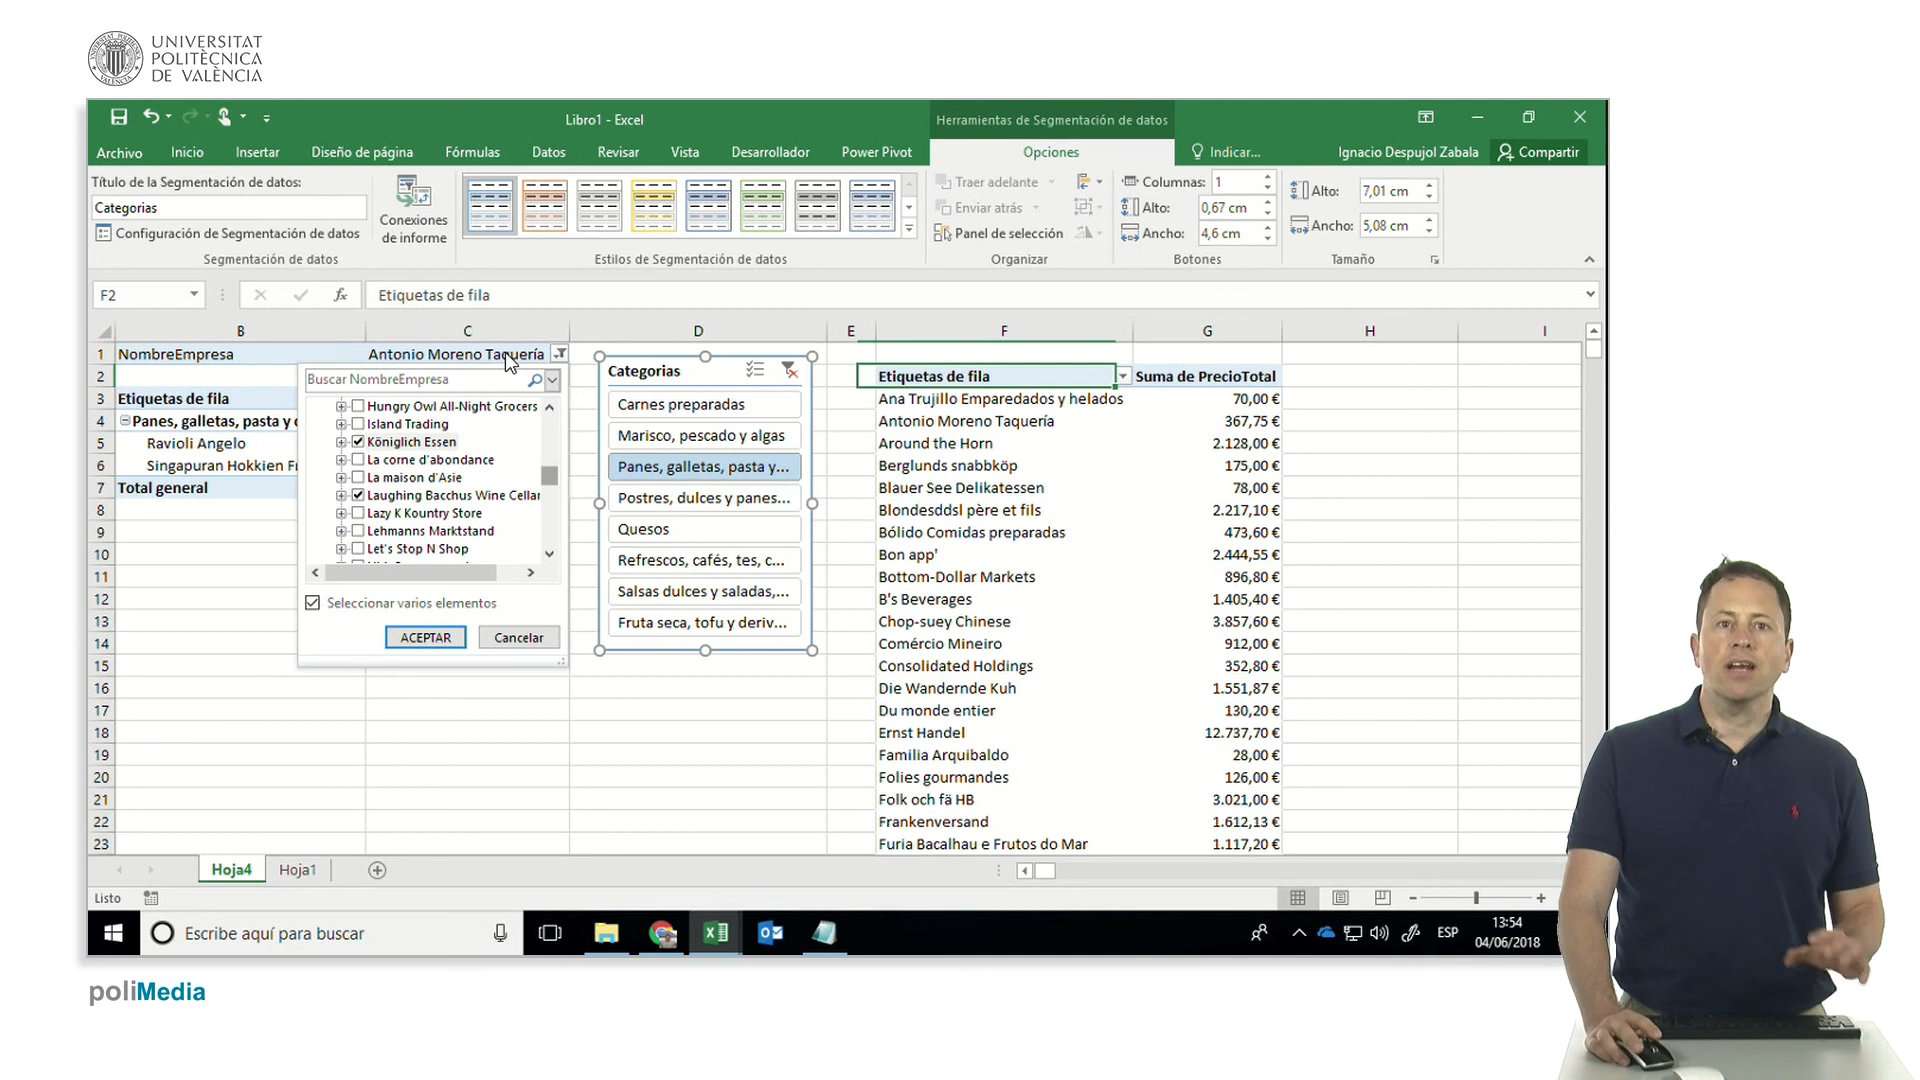 UNIVERSITAT
POLITÈCNICA
DE VALÈNCIA
Libro1 - Excel
Herramientas de Segmentación de datos
Archivo
Inicio
Insertar
Diseño de página
Fórmulas
Datos
Revisar
Vista
Desarrollador
Power Pivot
Opciones
Indicar...
Ignacio Despujol Zabala
Compartir
Título de la Segmentación de datos:
Categorias
Configuración de Segmentación de datos
Segmentación de datos
Conexiones
de informe
Estilos de Segmentación de datos
Traer adelante
Enviar atrás
Panel de selección
Organizar
Columnas: 1
Alto: 0,67 cm
Ancho: 4,6 cm
Botones
Alto: 7,01 cm
Ancho: 5,08 cm
Tamaño
F2
fx
Etiquetas de fila
B C D E F G H I
1 NombreEmpresa Antonio Moreno Taquería
2 Etiquetas de fila Suma de PrecioTotal
3 Etiquetas de fila Ana Trujillo Emparedados y helados 70,00 €
4 Panes, galletas, pasta y Antonio Moreno Taquería 367,75 €
5 Ravioli Angelo Around the Horn 2.128,00 €
6 Singapuran Hokkien Berglunds snabbköp 175,00 €
7 Total general Blauer See Delikatessen 78,00 €
8 Blondesddsl père et fils 2.217,10 €
9 Bólido Comidas preparadas 473,60 €
10 Bon app' 2.444,55 €
11 Bottom-Dollar Markets 896,80 €
12 B's Beverages 1.405,40 €
13 Chop-suey Chinese 3.857,60 €
14 Comércio Mineiro 912,00 €
15 Consolidated Holdings 352,80 €
16 Die Wandernde Kuh 1.551,87 €
17 Du monde entier 130,20 €
18 Ernst Handel 12.737,70 €
19 Familia Arquibaldo 28,00 €
20 Folies gourmandes 126,00 €
21 Folk och fä HB 3.021,00 €
22 Frankenversand 1.612,13 €
23 Furia Bacalhau e Frutos do Mar 1.117,20 €
Buscar NombreEmpresa
Hungry Owl All-Night Grocers
Island Trading
Königlich Essen
La corne d'abondance
La maison d'Asie
Laughing Bacchus Wine Cellar
Lazy K Kountry Store
Lehmanns Marktstand
Let's Stop N Shop
Seleccionar varios elementos
ACEPTAR
Cancelar
Categorias
Carnes preparadas
Marisco, pescado y algas
Panes, galletas, pasta y...
Postres, dulces y panes...
Quesos
Refrescos, cafés, tes, c...
Salsas dulces y saladas,...
Fruta seca, tofu y deriv...
Hoja4
Hoja1
Listo
Escribe aquí para buscar
ESP
13:54
04/06/2018
poliMedia